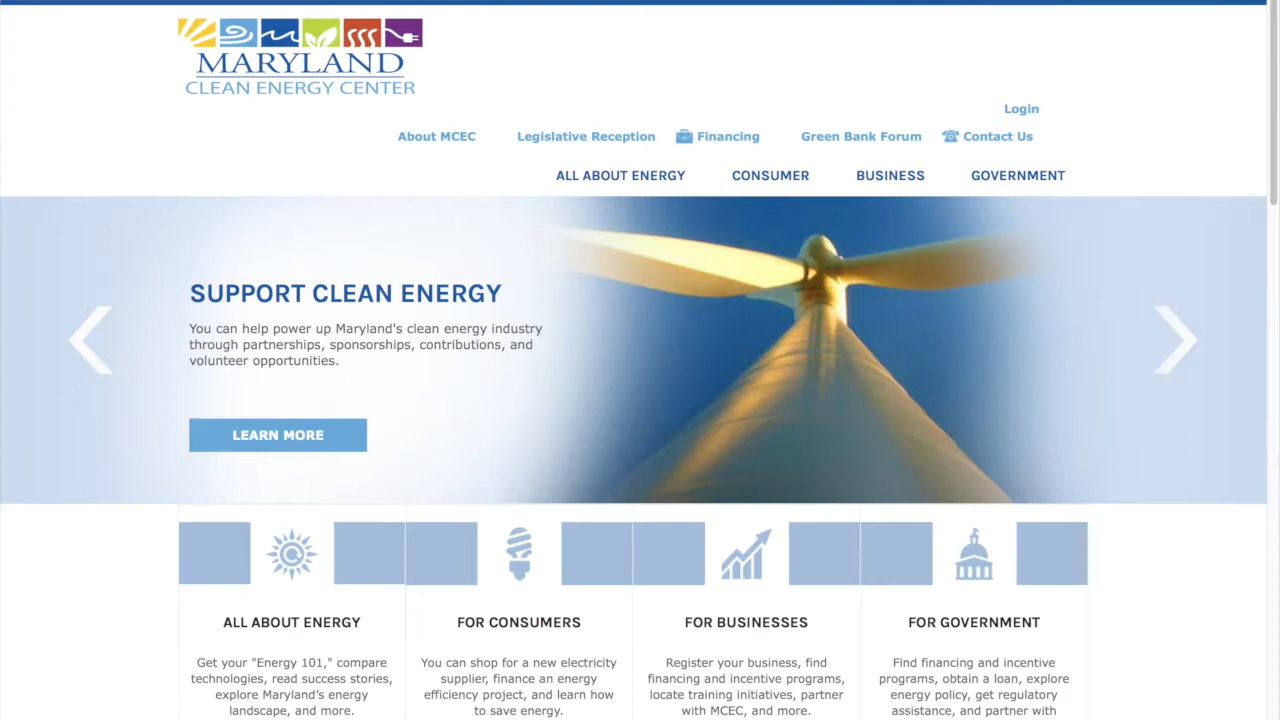 MARYLAND
CLEAN ENERGY CENTER
Login
About MCEC Legislative Reception Financing Green Bank Forum Contact Us
ALL ABOUT ENERGY CONSUMER BUSINESS GOVERNMENT
SUPPORT CLEAN ENERGY
You can help power up Maryland's clean energy industry
through partnerships, sponsorships, contributions, and
volunteer opportunities.
LEARN MORE
ALL ABOUT ENERGY
Get your "Energy 101," compare
technologies, read success stories,
explore Maryland’s energy
landscape, and more.
FOR CONSUMERS
You can shop for a new electricity
supplier, finance an energy
efficiency project, and learn how
to save energy.
FOR BUSINESSES
Register your business, find
financing and incentive programs,
locate training initiatives, partner
with MCEC, and more.
FOR GOVERNMENT
Find financing and incentive
programs, obtain a loan, explore
energy policy, get regulatory
assistance, and partner with